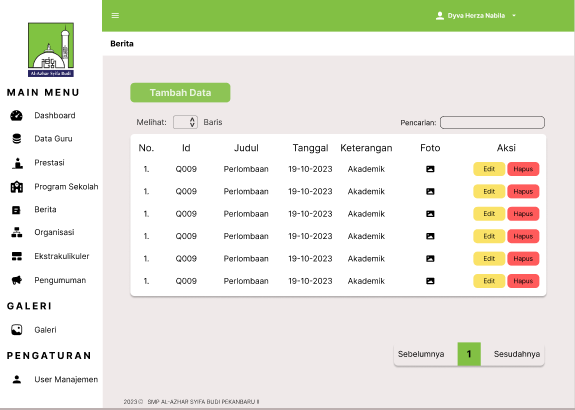 Dyva Herza Nabila
Al-Azhar Syifa Budi
Berita
MAIN MENU
Dashboard
Data Guru
Prestasi
Program Sekolah
Berita
Organisasi
Ekstrakulikuler
Pengumuman
GALERI
Galeri
PENGATURAN
User Manajemen
Tambah Data
Melihat: Baris
Pencarian:
No. Id Judul Tanggal Keterangan Foto Aksi
1. Q009 Perlombaan 19-10-2023 Akademik Edit Hapus
1. Q009 Perlombaan 19-10-2023 Akademik Edit Hapus
1. Q009 Perlombaan 19-10-2023 Akademik Edit Hapus
1. Q009 Perlombaan 19-10-2023 Akademik Edit Hapus
1. Q009 Perlombaan 19-10-2023 Akademik Edit Hapus
1. Q009 Perlombaan 19-10-2023 Akademik Edit Hapus
Sebelumnya 1 Sesudahnya
2023 © SMP AL-AZHAR SYIFA BUDI PEKANBARU II